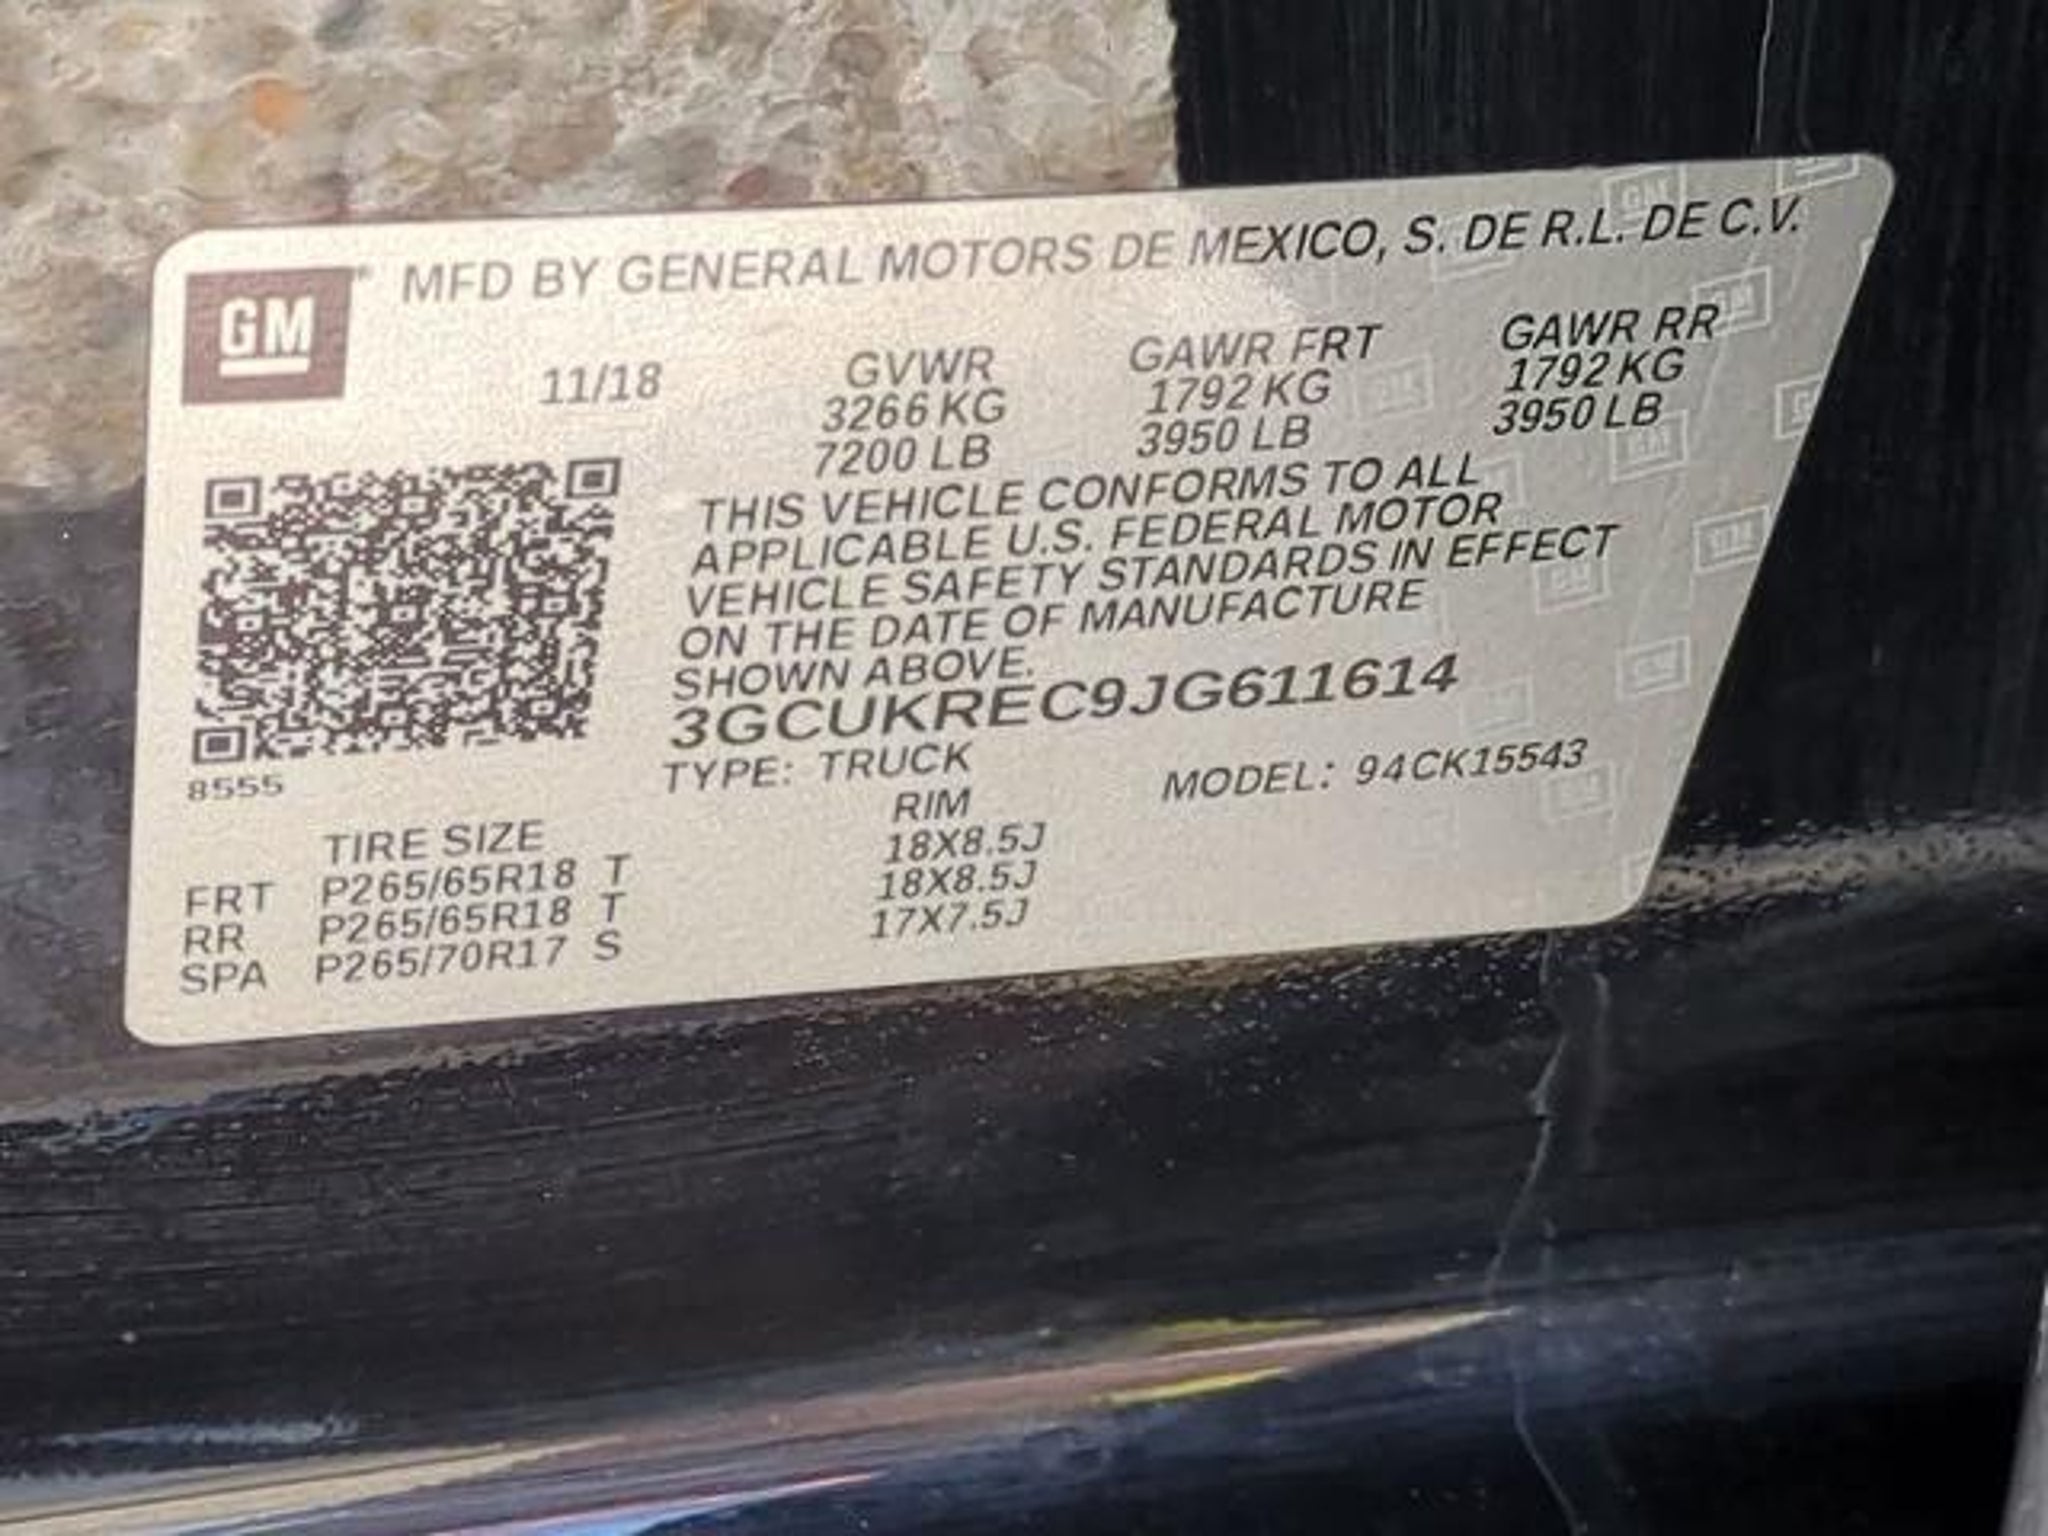 GM MFD BY GENERAL MOTORS DE MEXICO, S. DE R.L. DE C.V.
11/18 GVWR GAWR FRT GAWR RR
3266 KG 1792 KG 1792 KG
7200 LB 3950 LB 3950 LB
THIS VEHICLE CONFORMS TO ALL
APPLICABLE U.S. FEDERAL MOTOR
VEHICLE SAFETY STANDARDS IN EFFECT
ON THE DATE OF MANUFACTURE
SHOWN ABOVE.
3GCUKREC9JG611614
8555 TYPE: TRUCK MODEL: 94CK15543
TIRE SIZE RIM
FRT P265/65R18 T 18X8.5J
RR P265/65R18 T 18X8.5J
SPA P265/70R17 S 17X7.5J